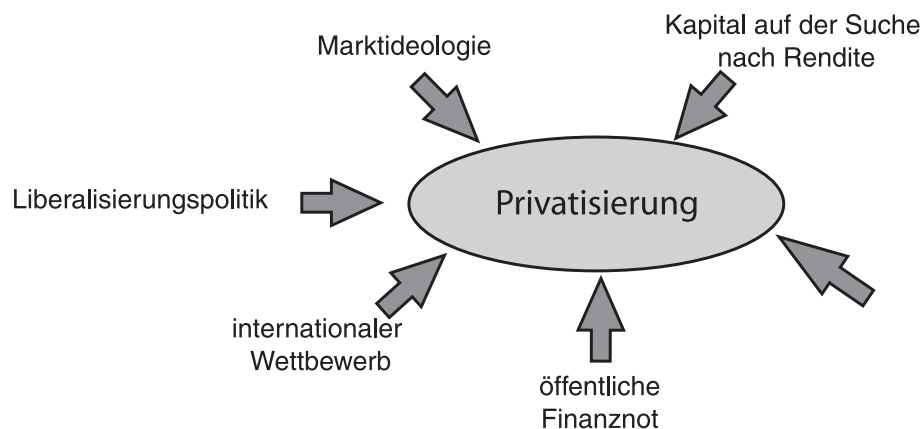 Marktideologie
Kapital auf der Suche
nach Rendite
Liberalisierungspolitik
Privatisierung
internationaler
Wettbewerb
öffentliche
Finanznot